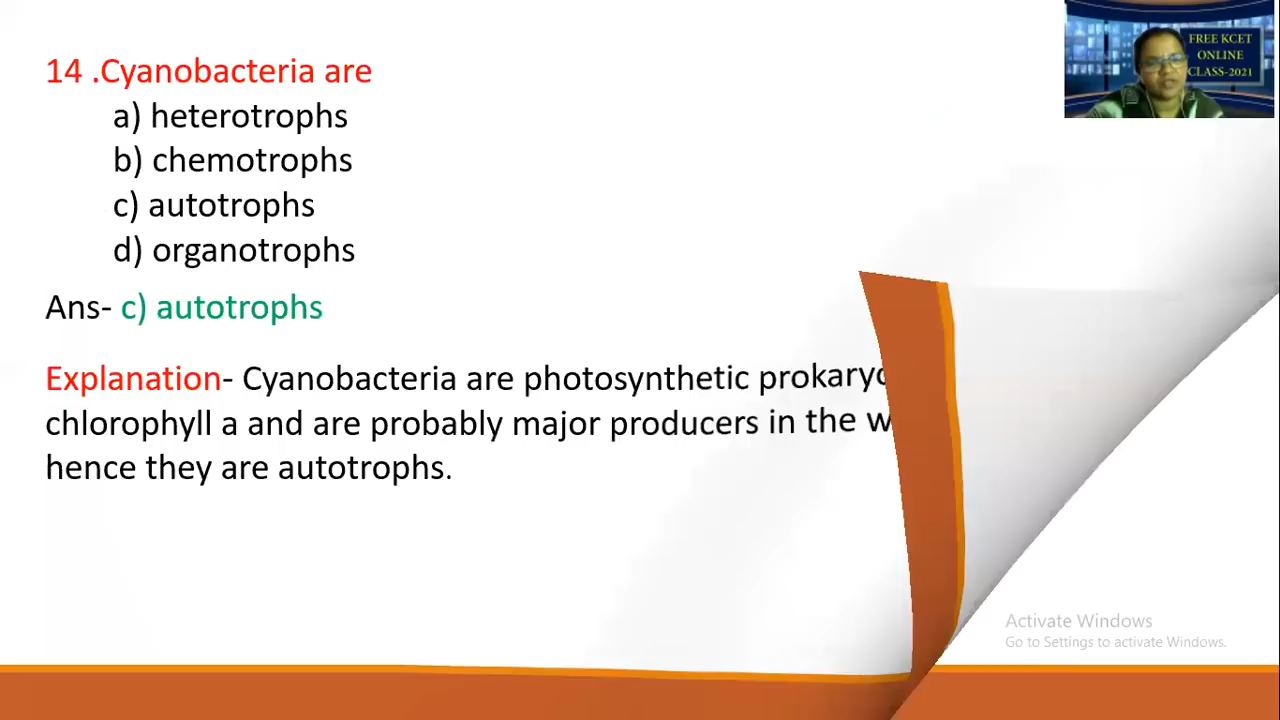 14 .Cyanobacteria are
a) heterotrophs
b) chemotrophs
c) autotrophs
d) organotrophs
Ans- c) autotrophs
Explanation- Cyanobacteria are photosynthetic
chlorophyll a and are probably major producers in the
hence they are autotrophs.
FREE KCET
ONLINE
CLASS-2021
Activate Windows
Go to Settings to activate Windows.